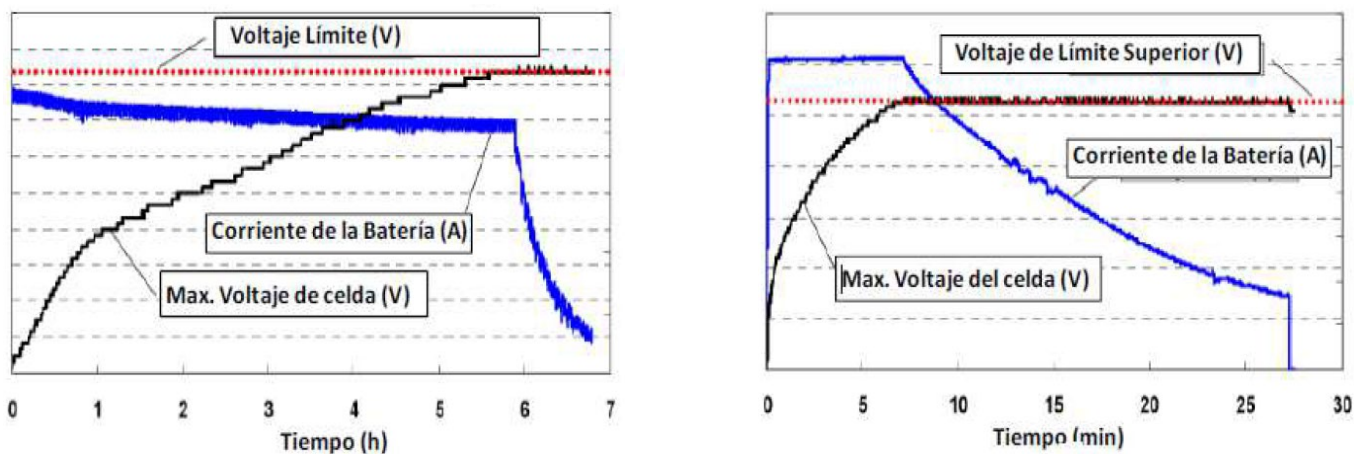 Voltaje Límite (V)
Corriente de la Batería (A)
Max. Voltaje de celda (V)
0 1 2 3 4 5 6 7
Tiempo (h)
Voltaje de Límite Superior (V)
Corriente de la Batería (A)
Max. Voltaje del celda (V)
0 5 10 15 20 25 30
Tiempo (min)